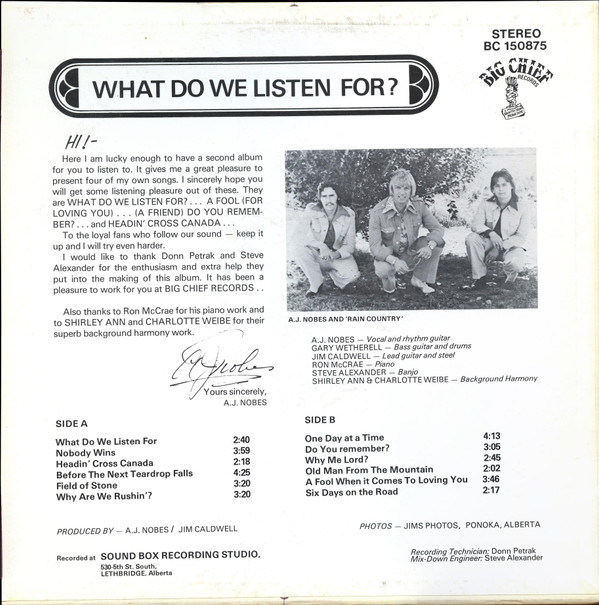 STEREO
BC 150875
BIG CHIEF
RECORDS
WHAT DO WE LISTEN FOR?
HI!-
Here I am lucky enough to have a second album
for you to listen to. It gives me a great pleasure to
present four of my own songs. I sincerely hope you
will get some listening pleasure out of these. They
are WHAT DO WE LISTEN FOR? . . . A FOOL (FOR
LOVING YOU) . . . (A FRIEND) DO YOU REMEM-
BER? . . . and HEADIN' CROSS CANADA . . .
To the loyal fans who follow our sound — keep it
up and I will try even harder.
I would like to thank Donn Petrak and Steve
Alexander for the enthusiasm and extra help they
put into the making of this album. It has been a
pleasure to work for you at BIG CHIEF RECORDS . .
Also thanks to Ron McCrae for his piano work and
to SHIRLEY ANN and CHARLOTTE WEIBE for their
superb background harmony work.
AJ Nobes
Yours sincerely,
A.J. NOBES
A.J. NOBES AND 'RAIN COUNTRY'
A.J. NOBES — Vocal and rhythm guitar
GARY WETHERELL — Bass guitar and drums
JIM CALDWELL — Lead guitar and steel
RON McCRAE — Piano
STEVE ALEXANDER — Banjo
SHIRLEY ANN & CHARLOTTE WEIBE — Background Harmony
SIDE A
What Do We Listen For 2:40
Nobody Wins 3:59
Headin' Cross Canada 2:18
Before The Next Teardrop Falls 4:25
Field of Stone 3:20
Why Are We Rushin'? 3:20
SIDE B
One Day at a Time 4:13
Do You remember? 3:05
Why Me Lord? 2:45
Old Man From The Mountain 2:02
A Fool When it Comes To Loving You 3:46
Six Days on the Road 2:17
PRODUCED BY — A.J. NOBES / JIM CALDWELL
PHOTOS — JIMS PHOTOS, PONOKA, ALBERTA
Recorded at SOUND BOX RECORDING STUDIO,
530-5th St. South,
LETHBRIDGE, Alberta
Recording Technician: Donn Petrak
Mix-Down Engineer: Steve Alexander